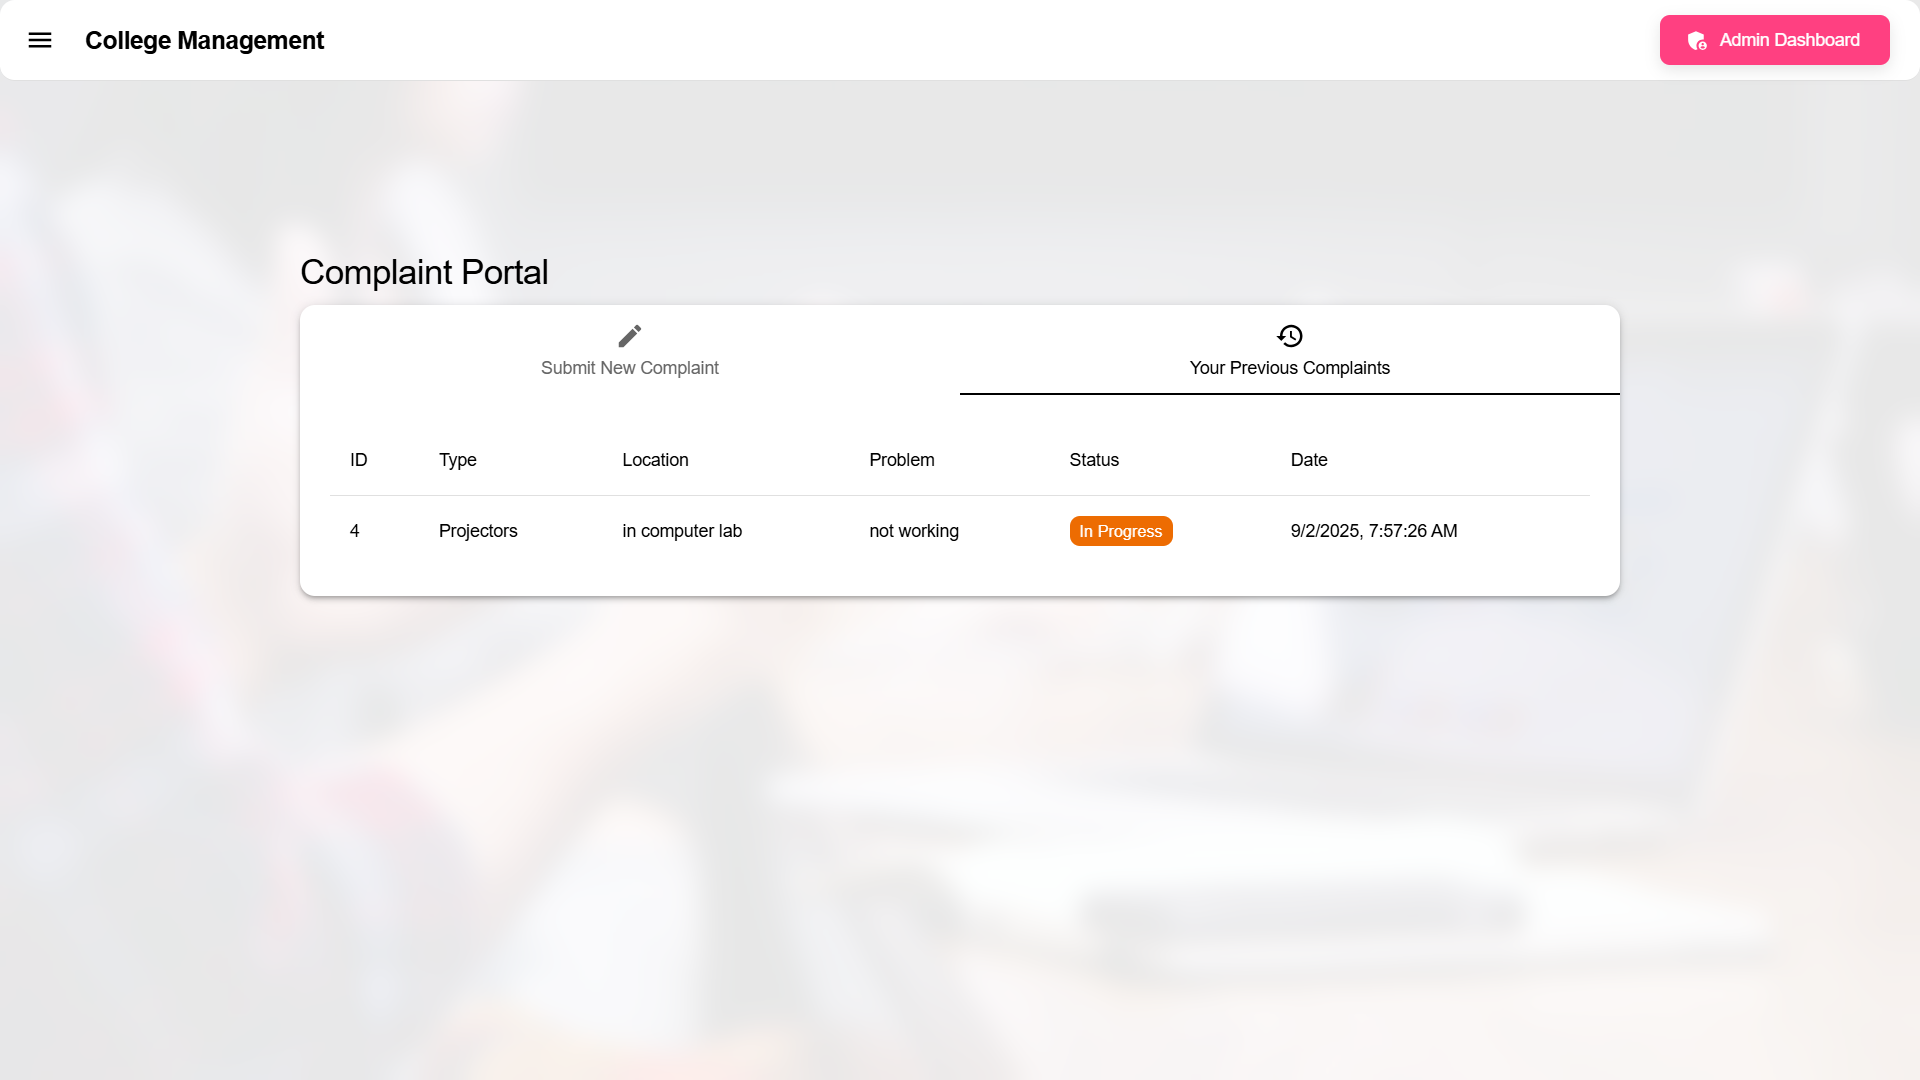 College Management
Admin Dashboard
Complaint Portal
Submit New Complaint
Your Previous Complaints
ID Type Location Problem Status Date
4 Projectors in computer lab not working In Progress 9/2/2025, 7:57:26 AM